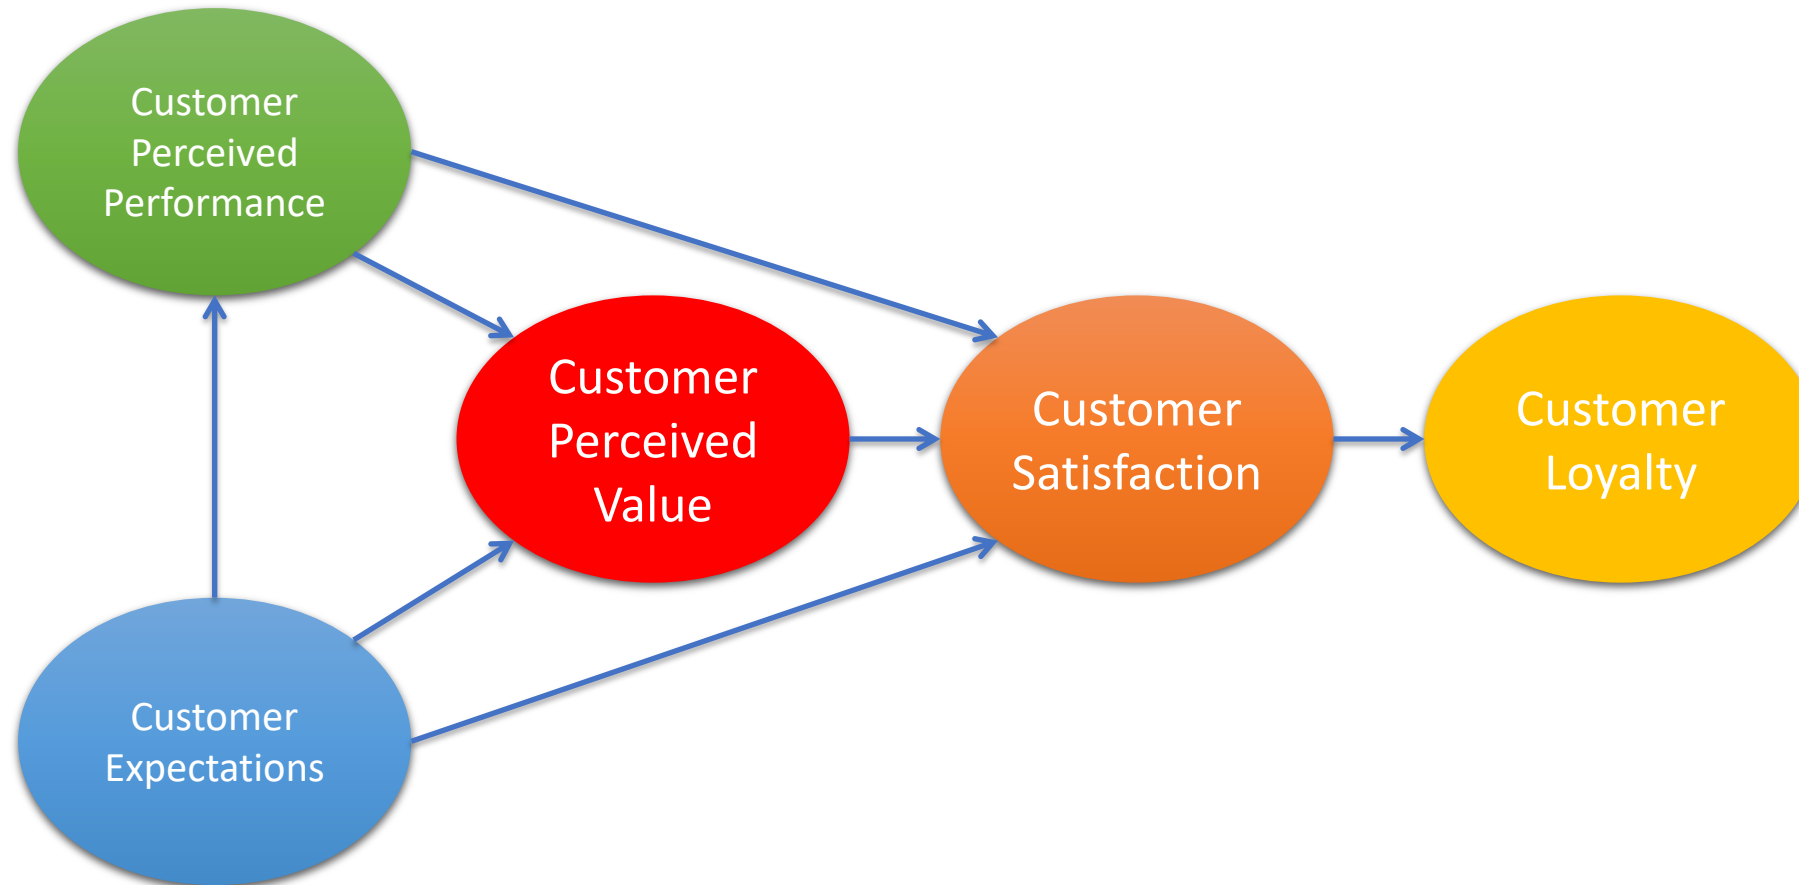 Customer
Perceived
Performance
Customer
Perceived
Value
Customer
Satisfaction
Customer
Loyalty
Customer
Expectations